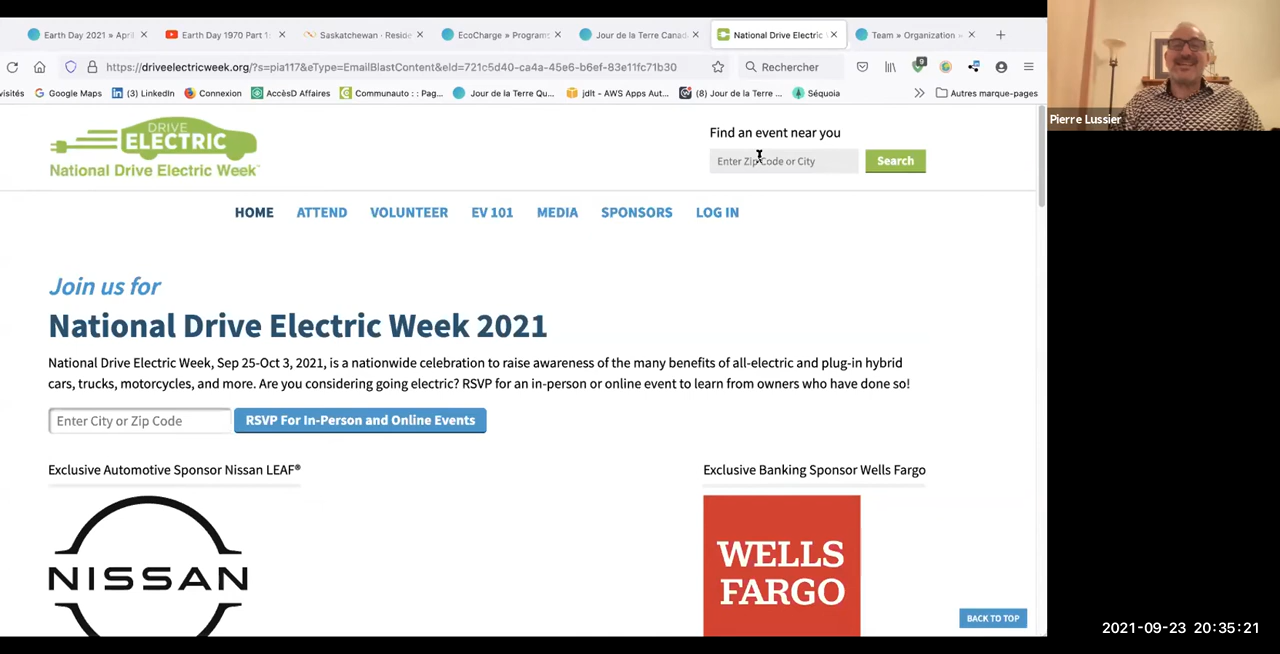 Earth Day 2021 » April
Earth Day 1970 Part 1:
Saskatchewan · Reside
EcoCharge » Programs
Jour de la Terre Canad
National Drive Electric
Team » Organization »
https://driveelectricweek.org/?s=pia117&eType=EmailBlastContent&eId=721c5d40-ca4a-45e6-b6ef-83e11fc71b30
Rechercher
9
isités
Google Maps
(3) LinkedIn
Connexion
AccèsD Affaires
Communauto : : Pag...
Jour de la Terre Qu...
jdlt - AWS Apps Aut...
(8) Jour de la Terre ...
Séquoia
Autres marque-pages
Pierre Lussier
DRIVE
ELECTRIC
National Drive Electric Week
Find an event near you
Enter Zip Code or City
Search
HOME ATTEND VOLUNTEER EV 101 MEDIA SPONSORS LOG IN
Join us for
National Drive Electric Week 2021
National Drive Electric Week, Sep 25-Oct 3, 2021, is a nationwide celebration to raise awareness of the many benefits of all-electric and plug-in hybrid
cars, trucks, motorcycles, and more. Are you considering going electric? RSVP for an in-person or online event to learn from owners who have done so!
Enter City or Zip Code
RSVP For In-Person and Online Events
Exclusive Automotive Sponsor Nissan LEAF®
Exclusive Banking Sponsor Wells Fargo
NISSAN
WELLS
FARGO
BACK TO TOP
2021-09-23 20:35:21